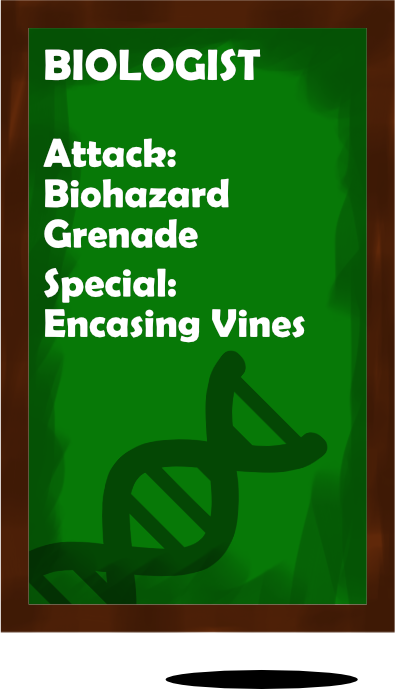 BIOLOGIST
Attack:
Biohazard
Grenade
Special:
Encasing Vines